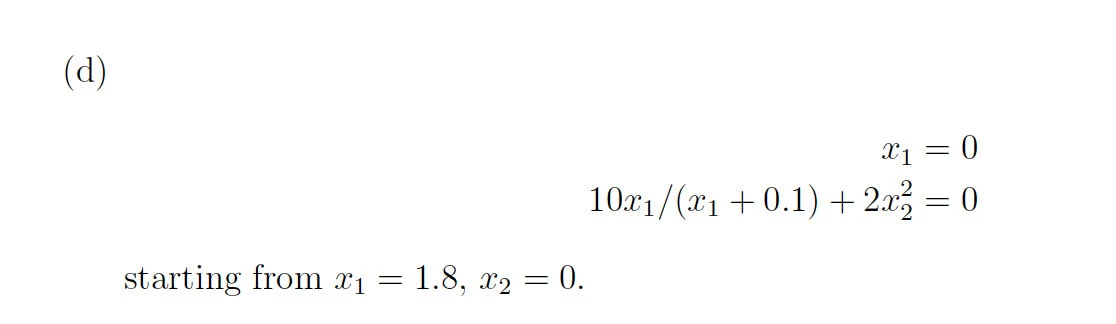 (d)
x₁ = 0
10x₁/(x₁ + 0.1) + 2x₂² = 0
starting from x₁ = 1.8, x₂ = 0.